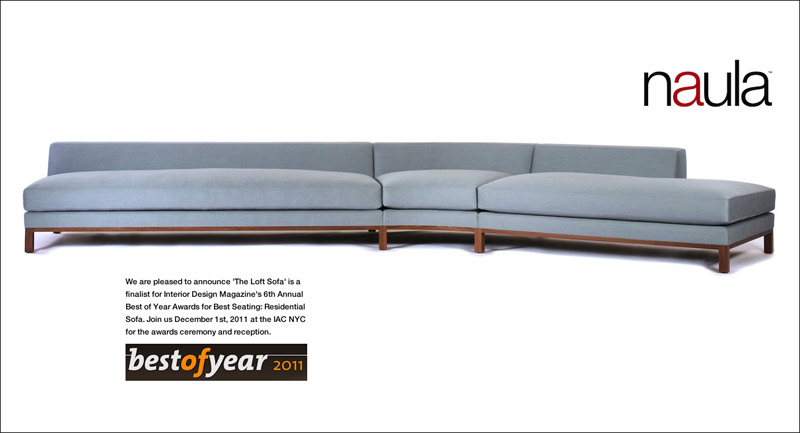 naula™
We are pleased to announce 'The Loft Sofa' is a
finalist for Interior Design Magazine's 6th Annual
Best of Year Awards for Best Seating: Residential
Sofa. Join us December 1st, 2011 at the IAC NYC
for the awards ceremony and reception.
bestofyear 2011